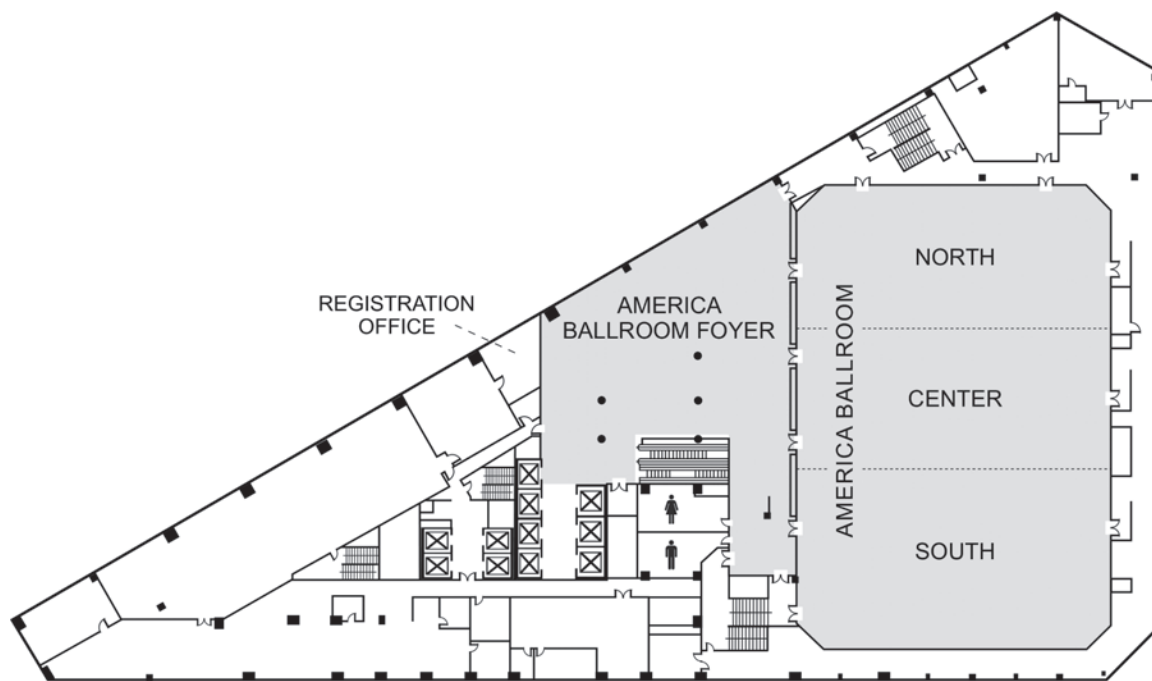 NORTH
REGISTRATION
OFFICE
AMERICA
BALLROOM FOYER
AMERICA BALLROOM
CENTER
SOUTH